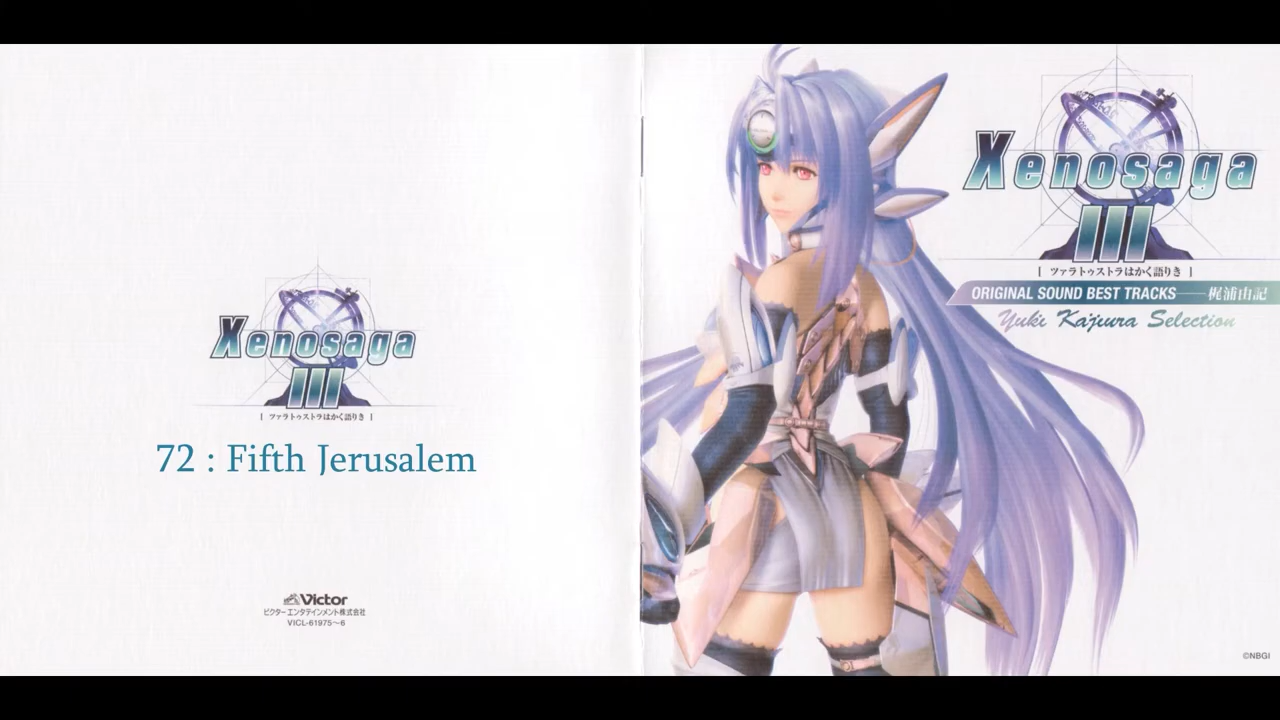 Xenosaga
III
[ ツァラトゥストラはかく語りき ]
72 : Fifth Jerusalem
Victor
ビクターエンタテインメント株式会社
VICL-61975〜6
Xenosaga
III
[ ツァラトゥストラはかく語りき ]
ORIGINAL SOUND BEST TRACKS——梶浦由記
Yuki Kajiura Selection
©NBGI